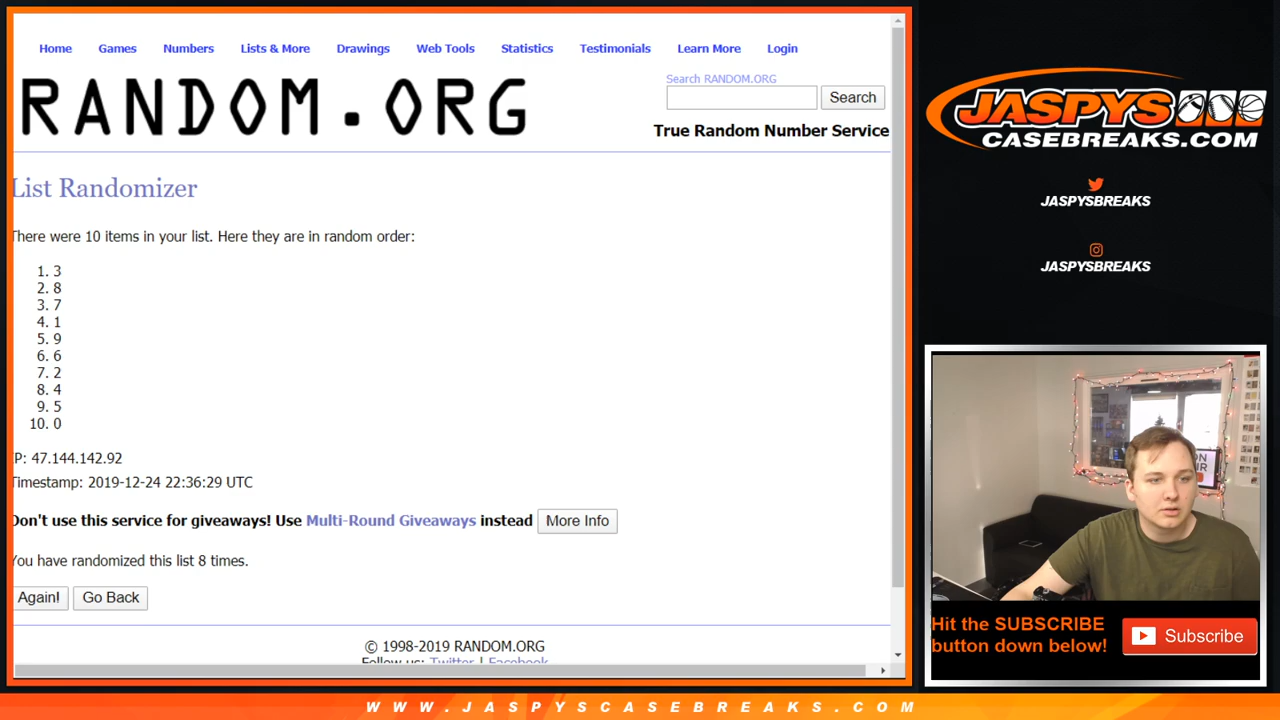 Home Games Numbers Lists & More Drawings Web Tools Statistics Testimonials Learn More Login
RANDOM.ORG
Search RANDOM.ORG
Search
True Random Number Service
List Randomizer
There were 10 items in your list. Here they are in random order:
1. 3
2. 8
3. 7
4. 1
5. 9
6. 6
7. 2
8. 4
9. 5
10. 0
IP: 47.144.142.92
Timestamp: 2019-12-24 22:36:29 UTC
Don't use this service for giveaways! Use Multi-Round Giveaways instead More Info
You have randomized this list 8 times.
Again! Go Back
© 1998-2019 RANDOM.ORG
Follow us: Twitter | Facebook
JASPYS
CASEBREAKS.COM
JASPYSBREAKS
JASPYSBREAKS
Hit the SUBSCRIBE
button down below!
Subscribe
WWW.JASPYSCASEBREAKS.COM